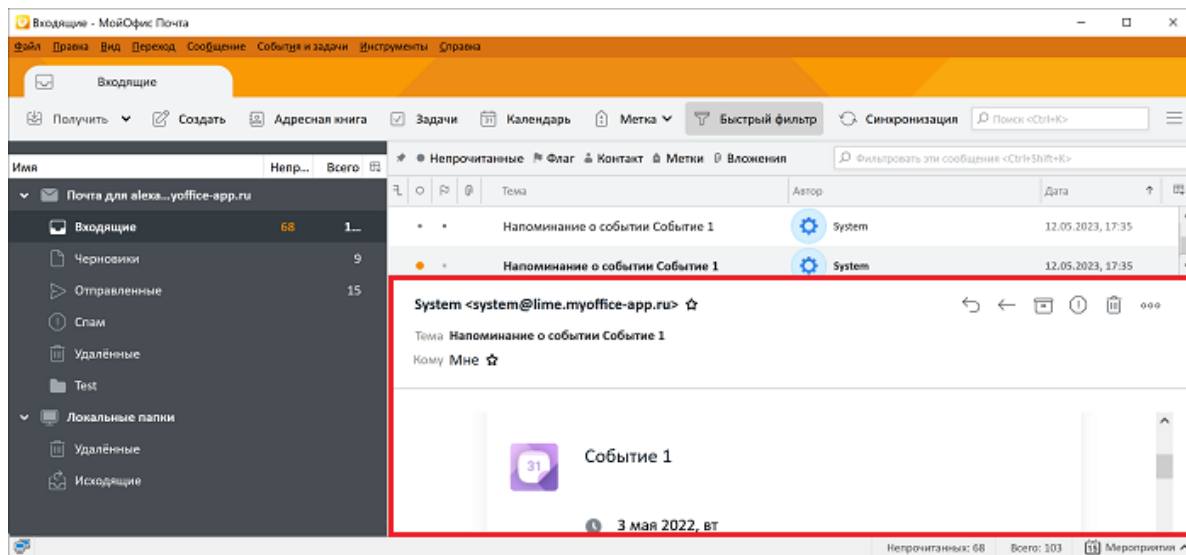 Входящие - МойОфис Почта
Файл Правка Вид Переход Сообщение События и задачи Инструменты Справка
Входящие
Получить Создать Адресная книга Задачи Календарь Метка Быстрый фильтр Синхронизация Поиск <Ctrl+K>
Имя Непр... Всего
Непрочитанные Флаг Контакт Метки Вложения Фильтровать эти сообщения <Ctrl+Shift+K>
Тема Автор Дата
Почта для alexa...yoffice-app.ru
Входящие 68 1...
Черновики 9
Отправленные 15
Спам
Удалённые
Test
Локальные папки
Удалённые
Исходящие
Напоминание о событии Событие 1 System 12.05.2023, 17:35
Напоминание о событии Событие 1 System 12.05.2023, 17:35
System <system@lime.myoffice-app.ru>
Тема Напоминание о событии Событие 1
Кому Мне
31 Событие 1
3 мая 2022, вт
Непрочитанных: 68 Всего: 103 15 Мероприятия